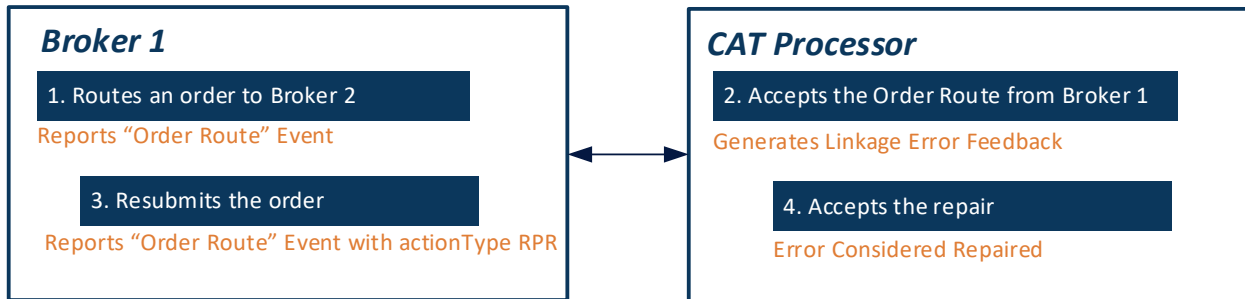 Broker 1
1. Routes an order to Broker 2
Reports “Order Route” Event
3. Resubmits the order
Reports “Order Route” Event with actionType RPR
CAT Processor
2. Accepts the Order Route from Broker 1
Generates Linkage Error Feedback
4. Accepts the repair
Error Considered Repaired